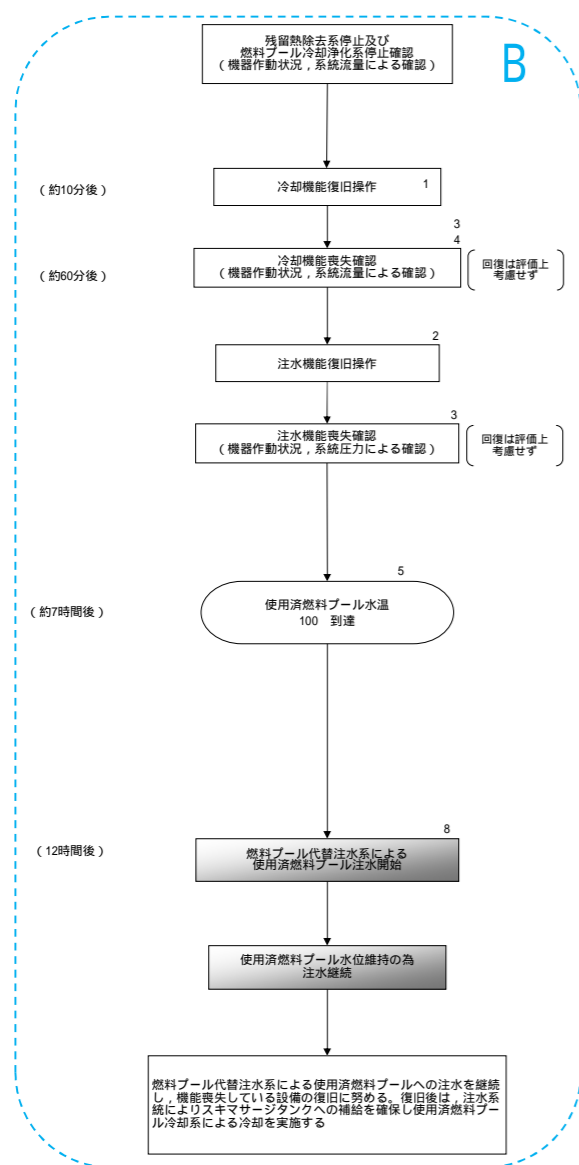 残留熱除去系停止及び
燃料プール冷却浄化系停止確認
(機器作動状況,系統流量による確認)
B
(約10分後)
冷却機能復旧操作
1
3
4
(約60分後)
冷却機能喪失確認
(機器作動状況,系統流量による確認)
回復は評価上
考慮せず
2
注水機能復旧操作
3
注水機能喪失確認
(機器作動状況,系統圧力による確認)
回復は評価上
考慮せず
5
(約7時間後)
使用済燃料プール水温
100 到達
8
(12時間後)
燃料プール代替注水系による
使用済燃料プール注水開始
使用済燃料プール水位維持の為
注水継続
燃料プール代替注水系による使用済燃料プールへの注水を継続
し,機能喪失している設備の復旧に努める。復旧後は,注水系
統によりスキマサージタンクへの補給を確保し使用済燃料プー
ル冷却系による冷却を実施する